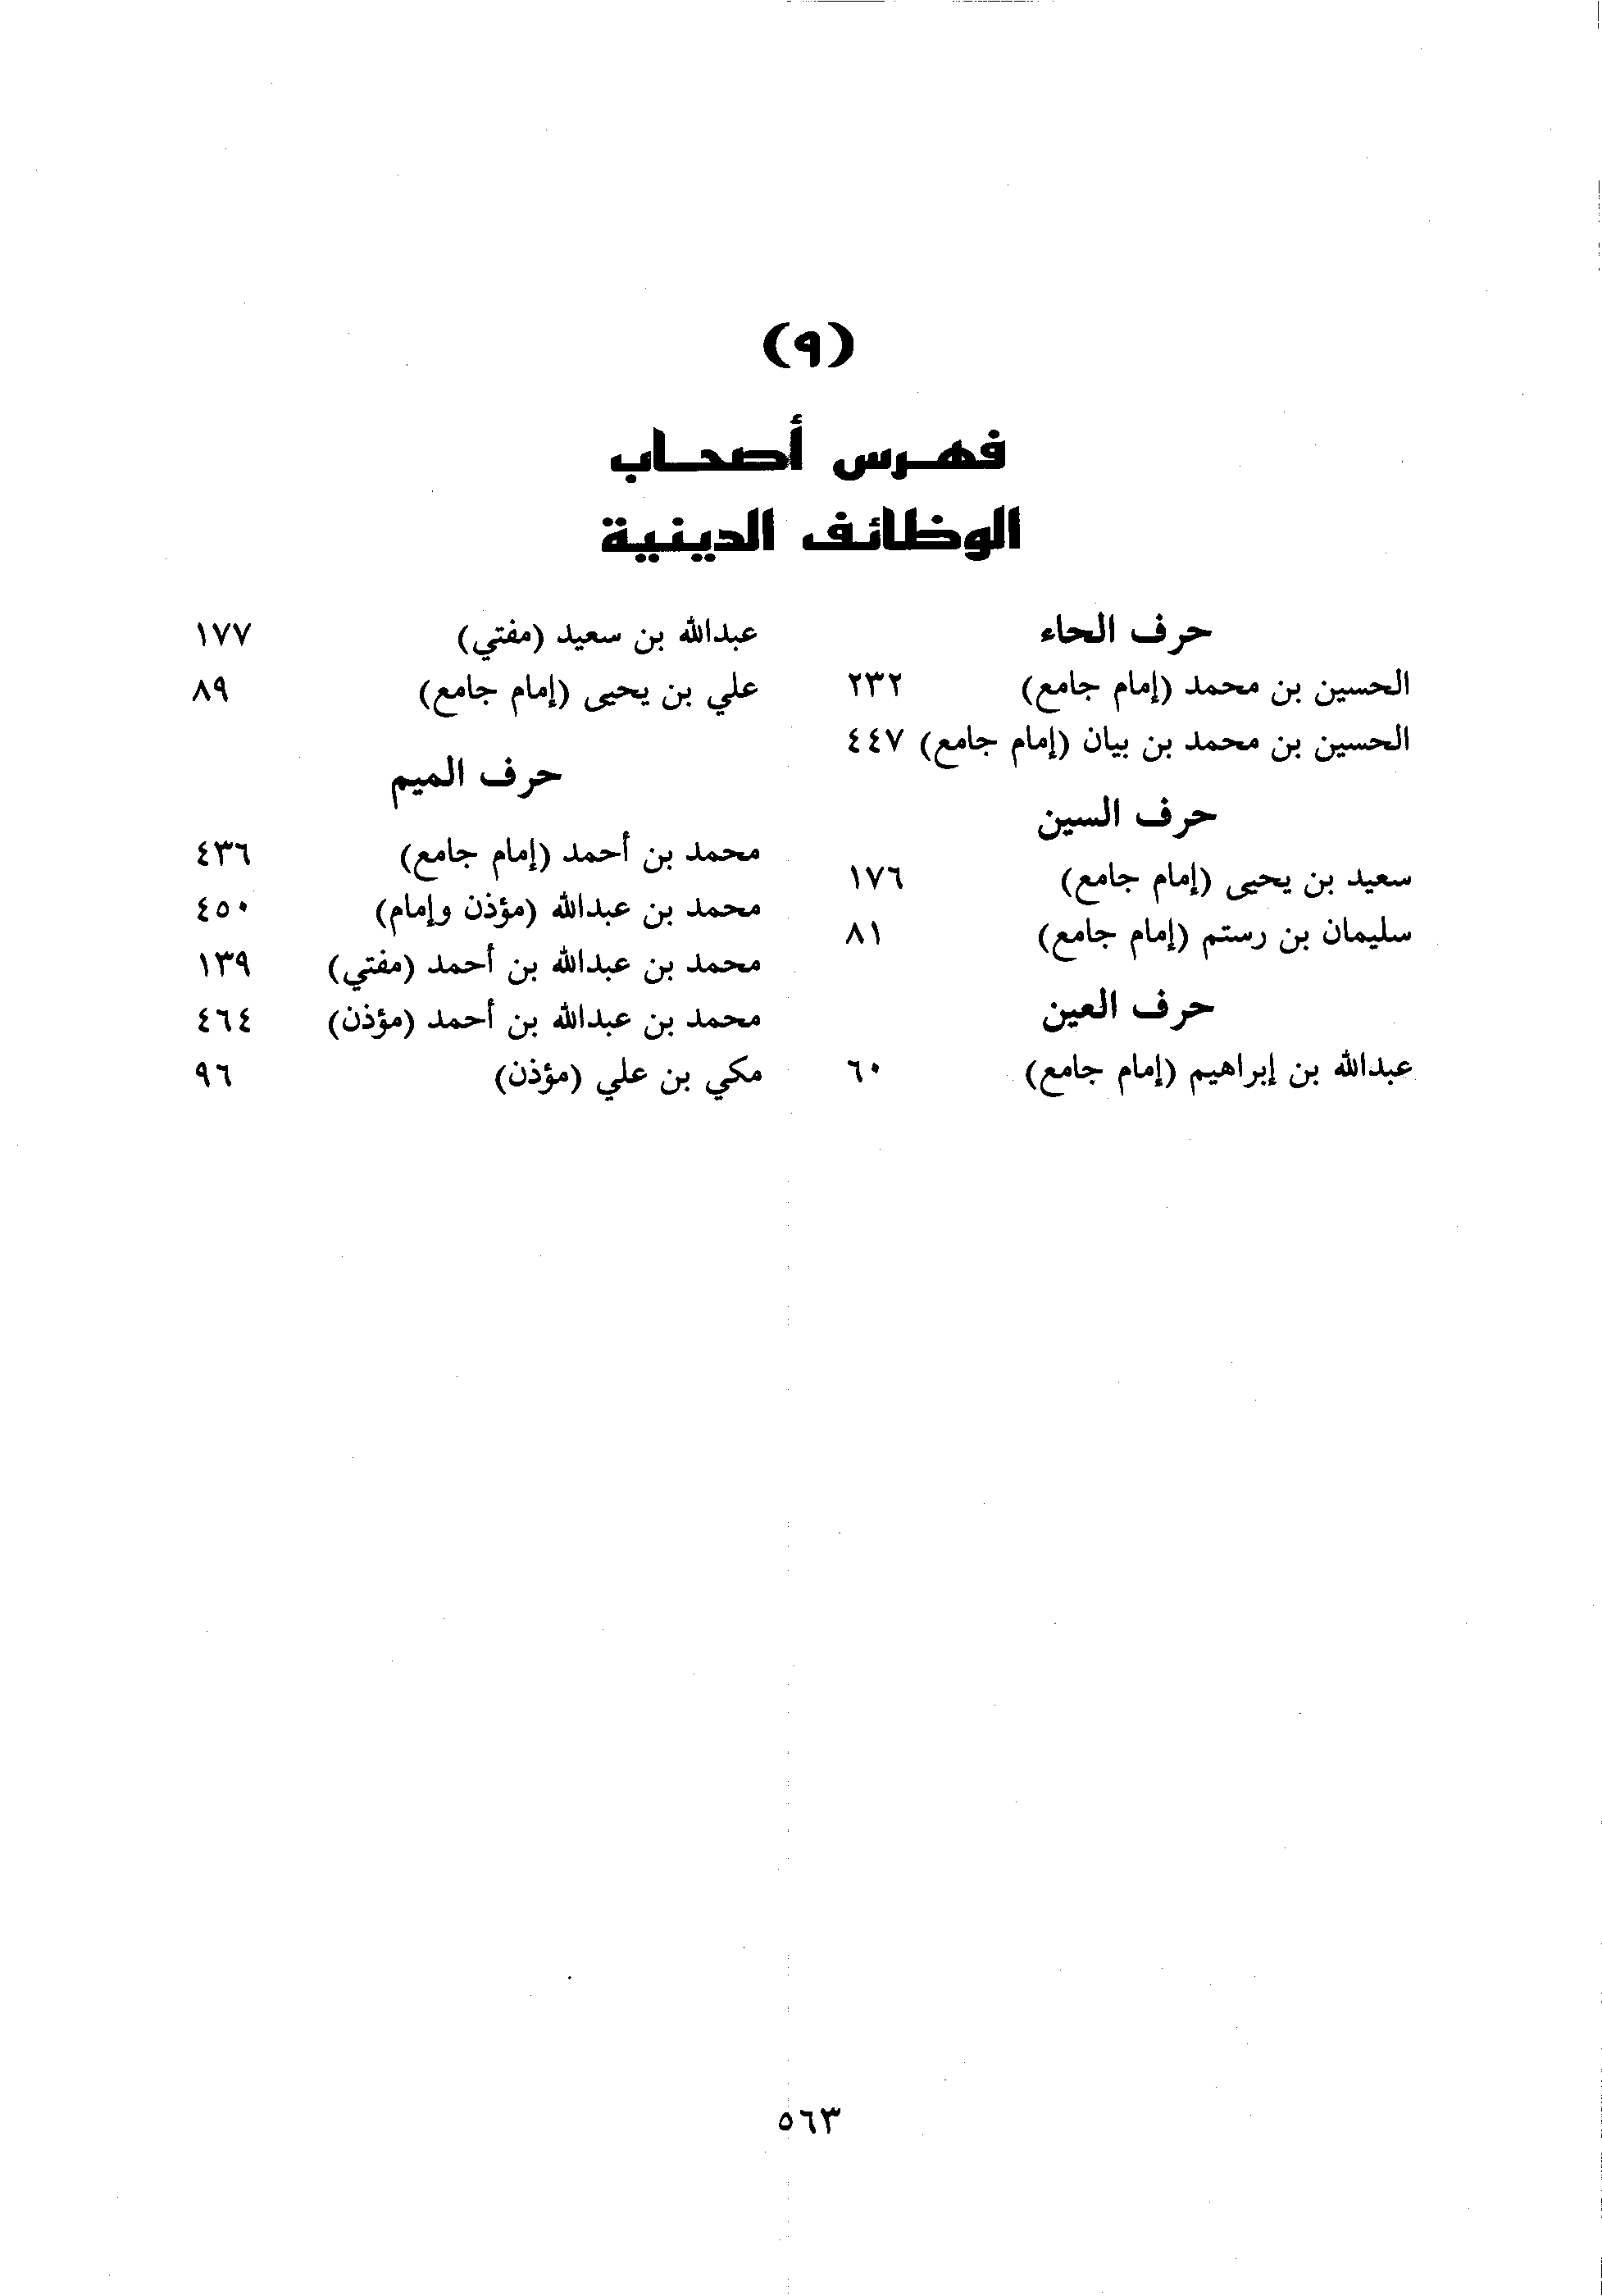 (٩)
فهرس أصحاب
الوظائف الدينية
حرف الحاء
الحسين بن محمد (إمام جامع) ٢٣٢
الحسين بن محمد بن بيان (إمام جامع) ٤٤٧
حرف السين
سعيد بن يحيى (إمام جامع) ١٧٦
سليمان بن رستم (إمام جامع) ٨١
حرف العين
عبدالله بن إبراهيم (إمام جامع) ٦٠
عبدالله بن سعيد (مفتي) ١٧٧
علي بن يحيى (إمام جامع) ٨٩
حرف الميم
محمد بن أحمد (إمام جامع) ٤٣٦
محمد بن عبدالله (مؤذن وإمام) ٤٥٠
محمد بن عبدالله بن أحمد (مفتي) ١٣٩
محمد بن عبدالله بن أحمد (مؤذن) ٤٦٤
مكي بن علي (مؤذن) ٩٦
٥٦٣